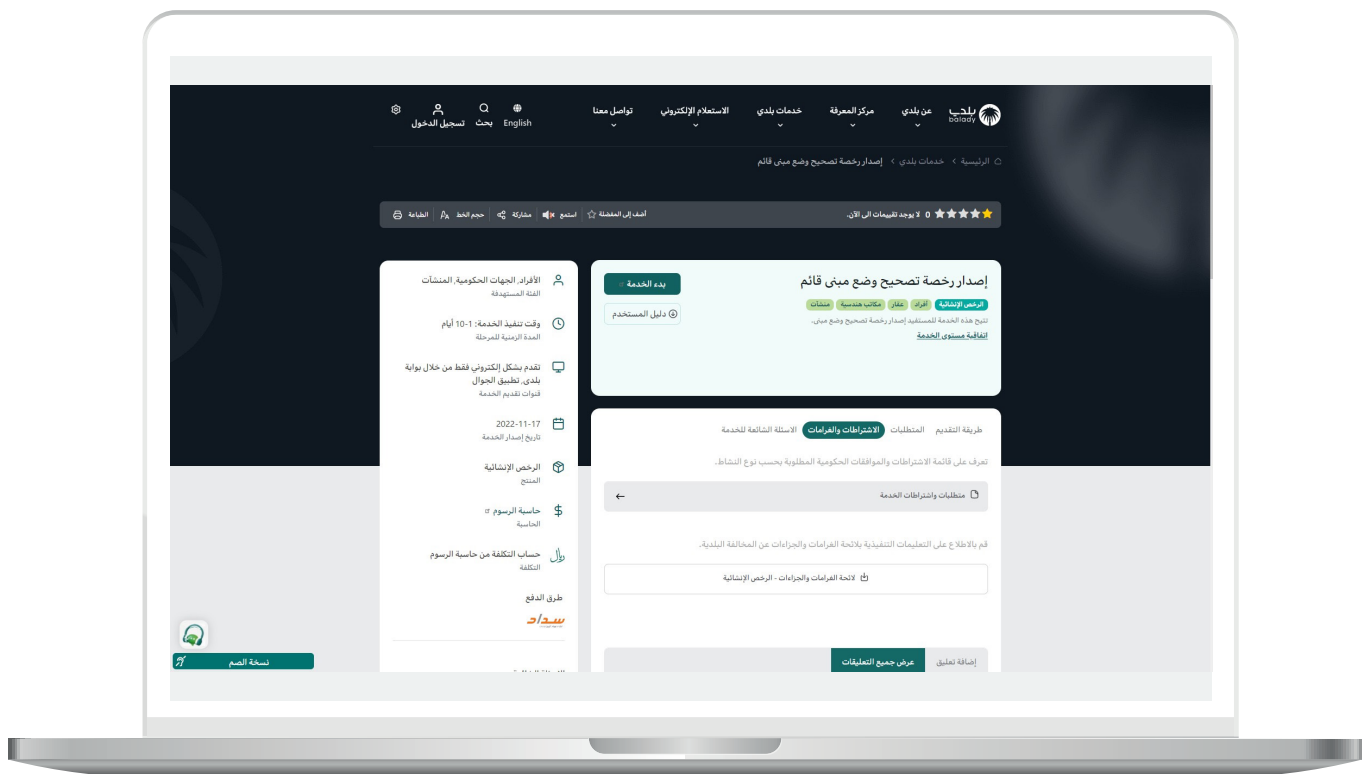 بلدي
balady
عن بلدي
مركز المعرفة
خدمات بلدي
الاستعلام الإلكتروني
تواصل معنا
English
بحث
تسجيل الدخول
الرئيسية
خدمات بلدي
إصدار رخصة تصحيح وضع مبنى قائم
0 لا يوجد تقييمات الى الآن.
أضف إلى المفضلة
استمع
مشاركة
حجم الخط
الطباعة
إصدار رخصة تصحيح وضع مبنى قائم
الرخص الإنشائية
أفراد
عقار
مكاتب هندسية
منشآت
تتيح هذه الخدمة للمستفيد إصدار رخصة تصحيح وضع مبنى.
اتفاقية مستوى الخدمة
بدء الخدمة
دليل المستخدم
طريقة التقديم
المتطلبات
الاشتراطات والغرامات
الاسئلة الشائعة للخدمة
تعرف على قائمة الاشتراطات والموافقات الحكومية المطلوبة بحسب نوع النشاط.
متطلبات واشتراطات الخدمة
قم بالاطلاع على التعليمات التنفيذية بلائحة الغرامات والجزاءات عن المخالفة البلدية.
لائحة الغرامات والجزاءات - الرخص الإنشائية
إضافة تعليق
عرض جميع التعليقات
الأفراد, الجهات الحكومية, المنشآت
الفئة المستهدفة
وقت تنفيذ الخدمة: 1-10 أيام
المدة الزمنية للمرحلة
تقدم بشكل إلكتروني فقط من خلال بوابة
بلدي, تطبيق الجوال
قنوات تقديم الخدمة
2022-11-17
تاريخ إصدار الخدمة
الرخص الإنشائية
المنتج
حاسبة الرسوم
الحاسبة
حساب التكلفة من حاسبة الرسوم
التكلفة
طرق الدفع
سداد
نسخة الصم